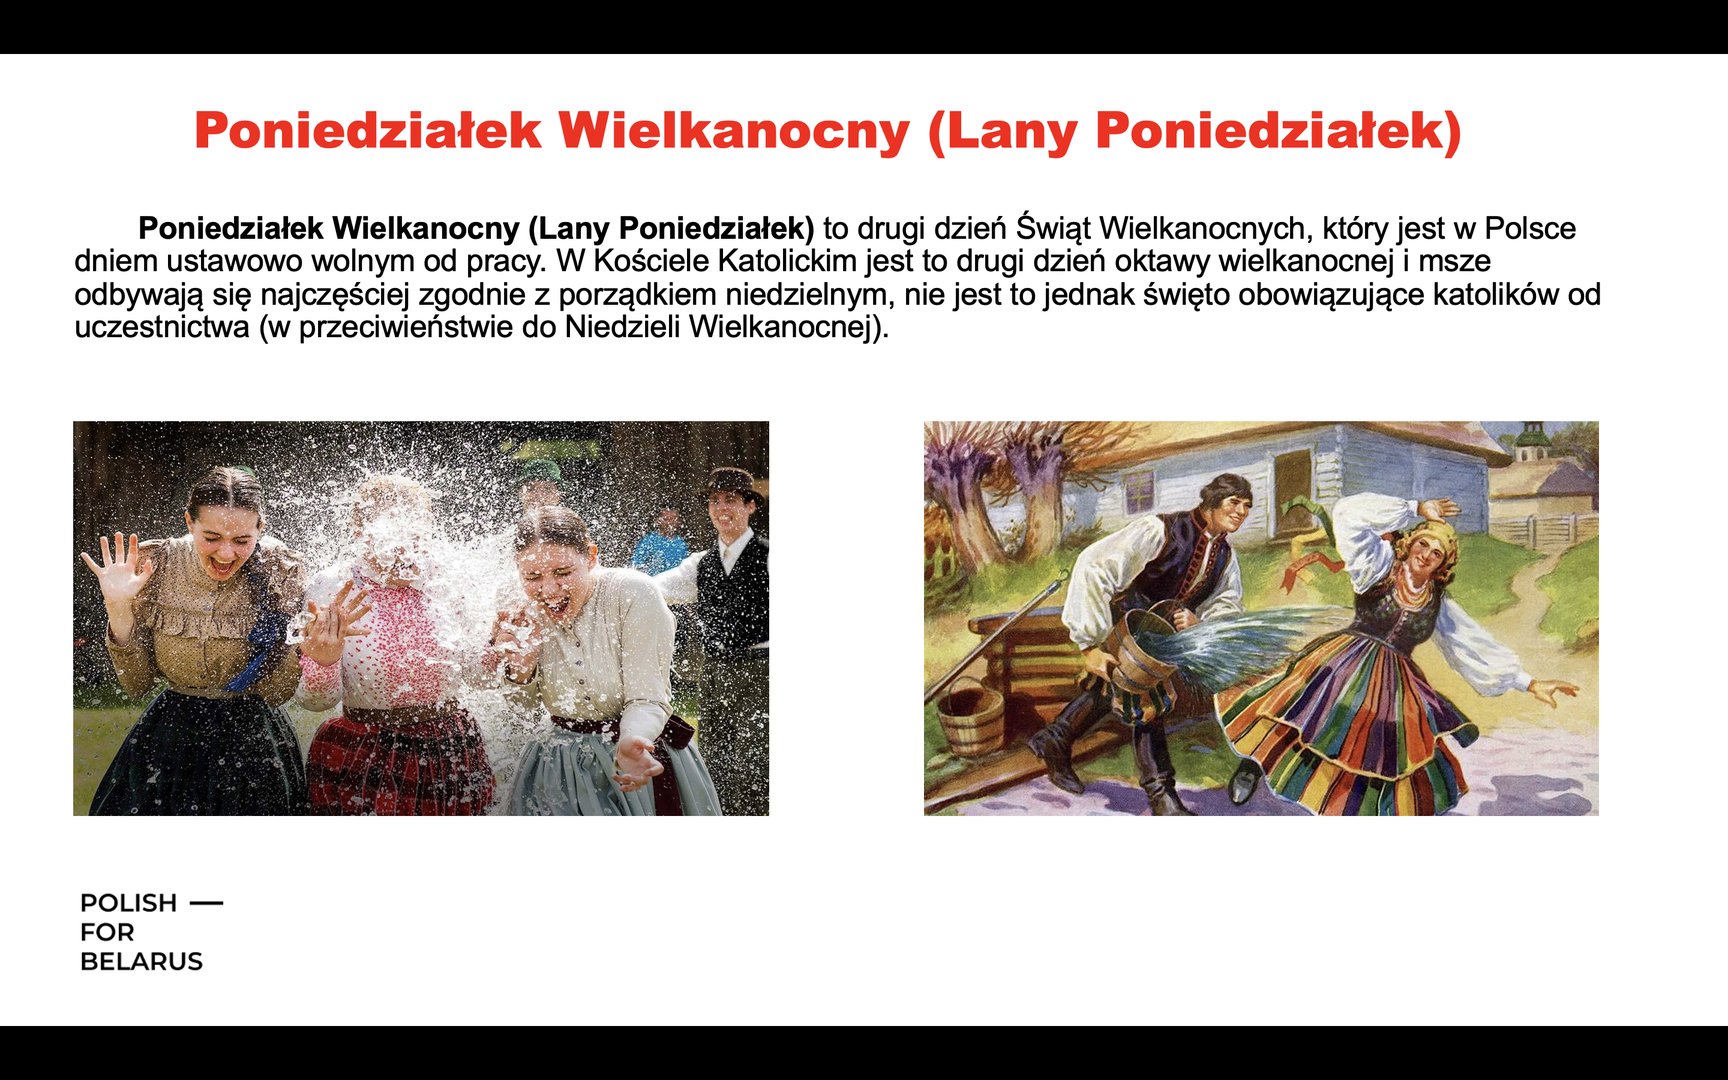 Poniedziałek Wielkanocny (Lany Poniedziałek)
Poniedziałek Wielkanocny (Lany Poniedziałek) to drugi dzień Świąt Wielkanocnych, który jest w Polsce
dniem ustawowo wolnym od pracy. W Kościele Katolickim jest to drugi dzień oktawy wielkanocnej i msze
odbywają się najczęściej zgodnie z porządkiem niedzielnym, nie jest to jednak święto obowiązujące katolików od
uczestnictwa (w przeciwieństwie do Niedzieli Wielkanocnej).
POLISH —
FOR
BELARUS